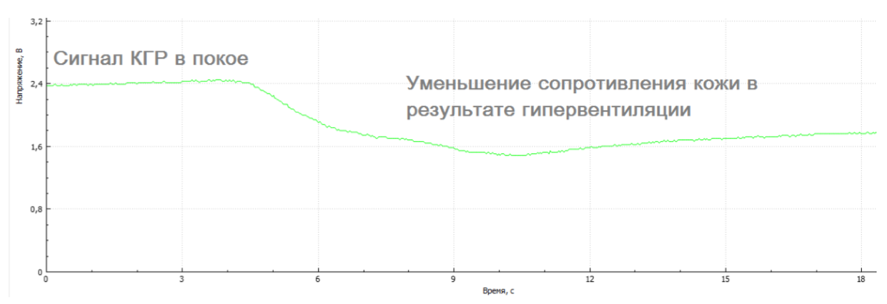 3,2
Сигнал КГР в покое
Напряжение, В
2,4
Уменьшение сопротивления кожи в
результате гипервентиляции
1,6
0,8
0
0 3 6 9 12 15 18
Время, с